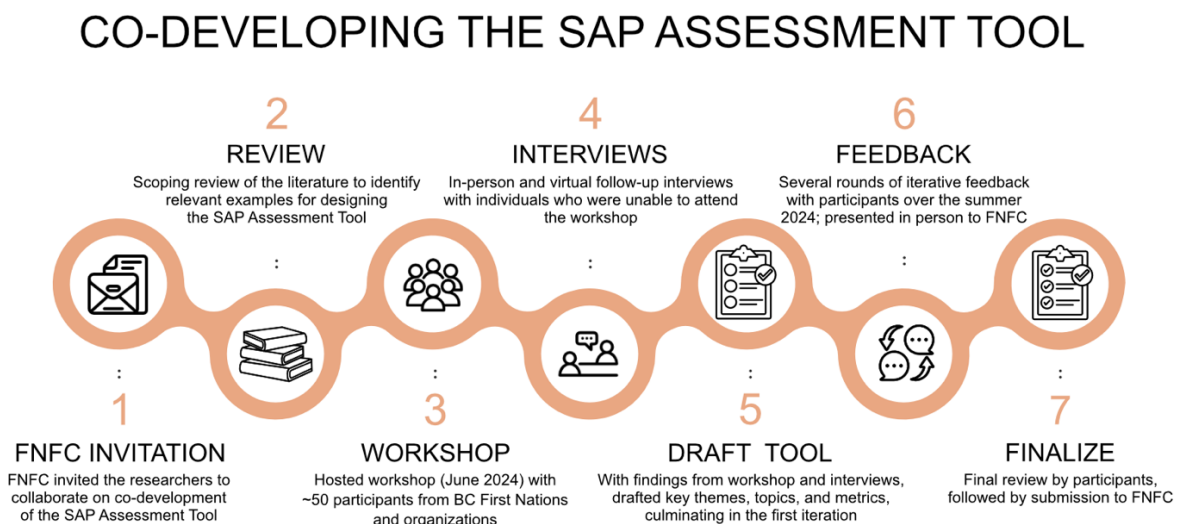 CO-DEVELOPING THE SAP ASSESSMENT TOOL
1
FNFC INVITATION
FNFC invited the researchers to
collaborate on co-development
of the SAP Assessment Tool
2
REVIEW
Scoping review of the literature to identify
relevant examples for designing
the SAP Assessment Tool
:
:
3
WORKSHOP
Hosted workshop (June 2024) with
~50 participants from BC First Nations
and organizations
:
4
INTERVIEWS
In-person and virtual follow-up interviews
with individuals who were unable to attend
the workshop
:
5
DRAFT TOOL
With findings from workshop and interviews,
drafted key themes, topics, and metrics,
culminating in the first iteration
:
6
FEEDBACK
Several rounds of iterative feedback
with participants over the summer
2024; presented in person to FNFC
:
7
FINALIZE
Final review by participants,
followed by submission to FNFC
: